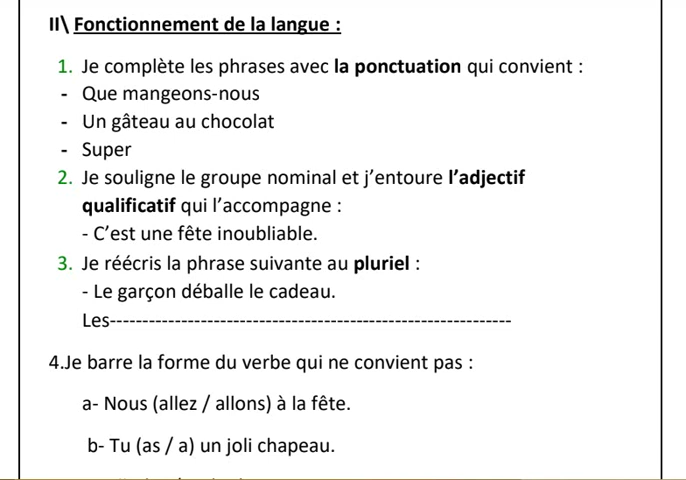 II\ Fonctionnement de la langue :
1. Je complète les phrases avec la ponctuation qui convient :
- Que mangeons-nous
- Un gâteau au chocolat
- Super
2. Je souligne le groupe nominal et j’entoure l’adjectif
qualificatif qui l’accompagne :
- C’est une fête inoubliable.
3. Je réécris la phrase suivante au pluriel :
- Le garçon déballe le cadeau.
Les--------------------------------------------------------------
4.Je barre la forme du verbe qui ne convient pas :
a- Nous (allez / allons) à la fête.
b- Tu (as / a) un joli chapeau.